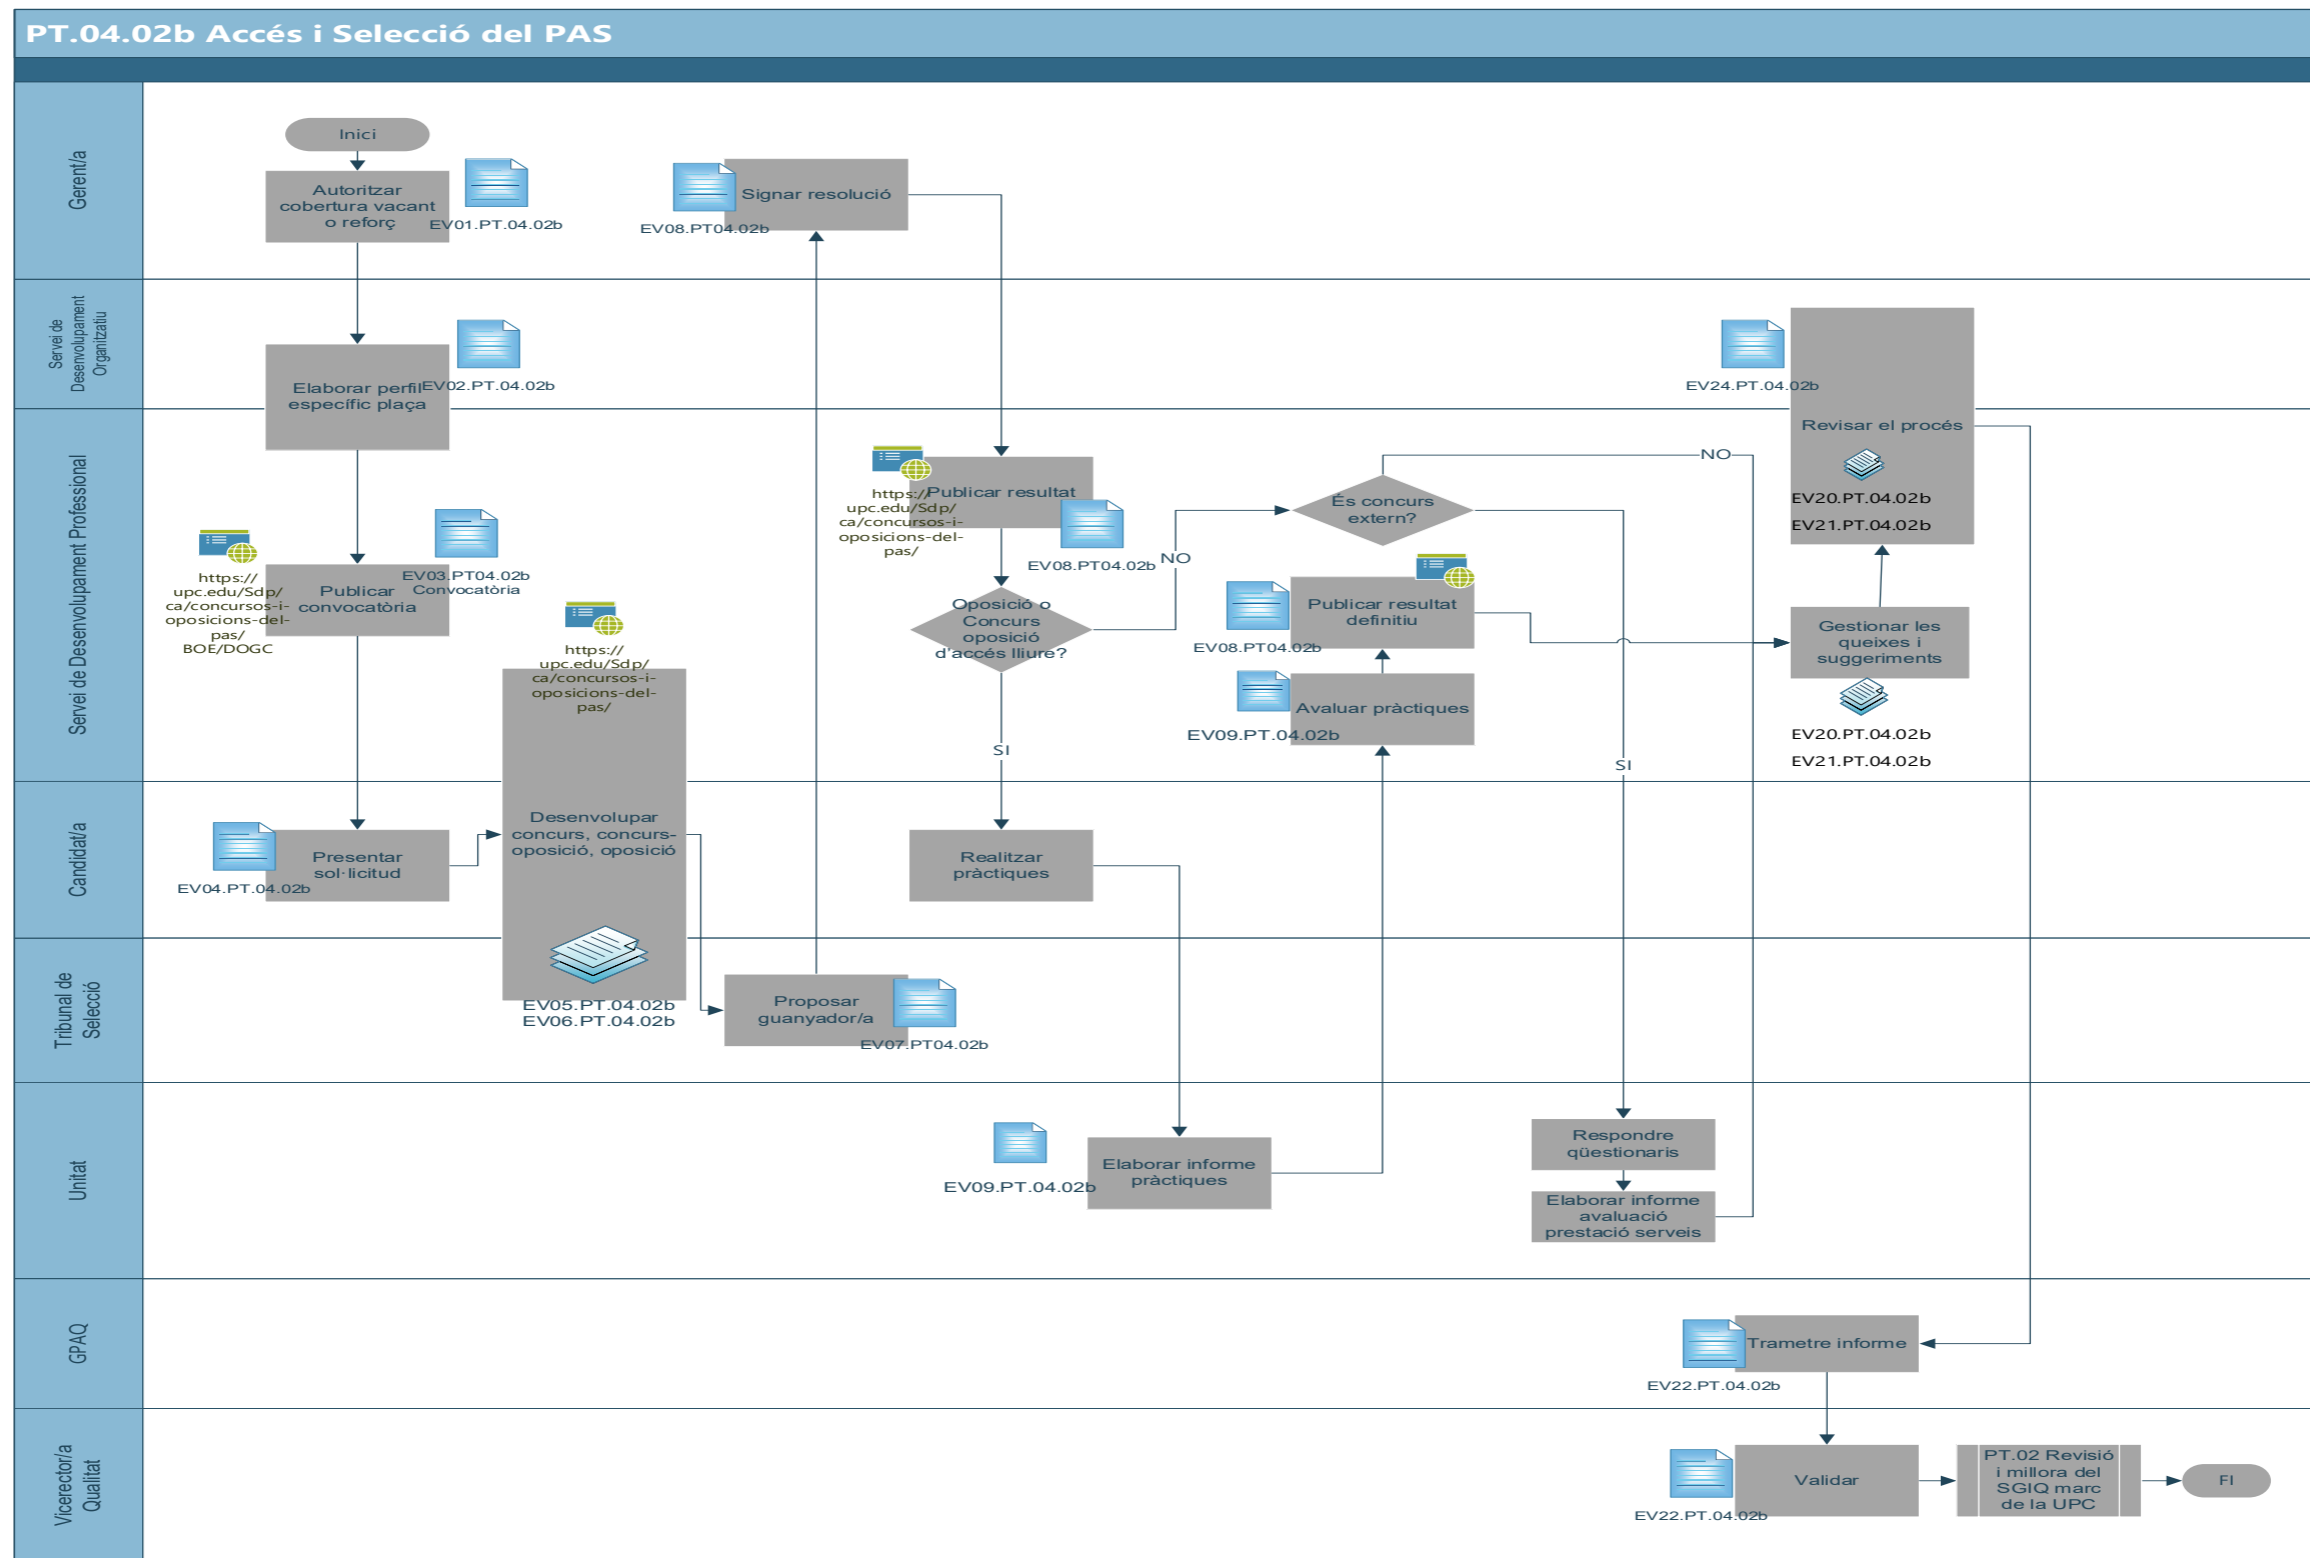 PT.04.02b Accés i Selecció del PAS
Gerent/a
Inici
Autoritzar
cobertura vacant
o reforç
EV01.PT.04.02b
Signar resolució
EV08.PT04.02b
Servei de
Desenvolupament
Organitzatiu
Elaborar perfil
específic plaça
EV02.PT.04.02b
EV24.PT.04.02b
Revisar el procés
EV20.PT.04.02b
EV21.PT.04.02b
Servei de Desenvolupament Professional
https://
upc.edu/Sdp/
ca/concursos-i-
oposicions-del-
pas/
BOE/DOGC
Publicar
convocatòria
EV03.PT04.02b
Convocatòria
https://
upc.edu/Sdp/
ca/concursos-i-
oposicions-del-
pas/
https://
upc.edu/Sdp/
ca/concursos-i-
oposicions-del-
pas/
Publicar resultat
EV08.PT04.02b
Oposició o
Concurs
oposició
d'accés lliure?
NO
SI
És concurs
extern?
NO
SI
Publicar resultat
definitiu
EV08.PT04.02b
Avaluar pràctiques
EV09.PT.04.02b
Gestionar les
queixes i
suggeriments
EV20.PT.04.02b
EV21.PT.04.02b
Candidat/a
Presentar
sol·licitud
EV04.PT.04.02b
Desenvolupar
concurs, concurs-
oposició, oposició
EV05.PT.04.02b
EV06.PT.04.02b
Realitzar
pràctiques
Tribunal de
Selecció
Proposar
guanyador/a
EV07.PT04.02b
Unitat
EV09.PT.04.02b
Elaborar informe
pràctiques
Respondre
qüestionaris
Elaborar informe
avaluació
prestació serveis
GPAQ
Trametre informe
EV22.PT.04.02b
Vicerector/a
Qualitat
Validar
EV22.PT.04.02b
PT.02 Revisió
i millora del
SGIQ marc
de la UPC
FI